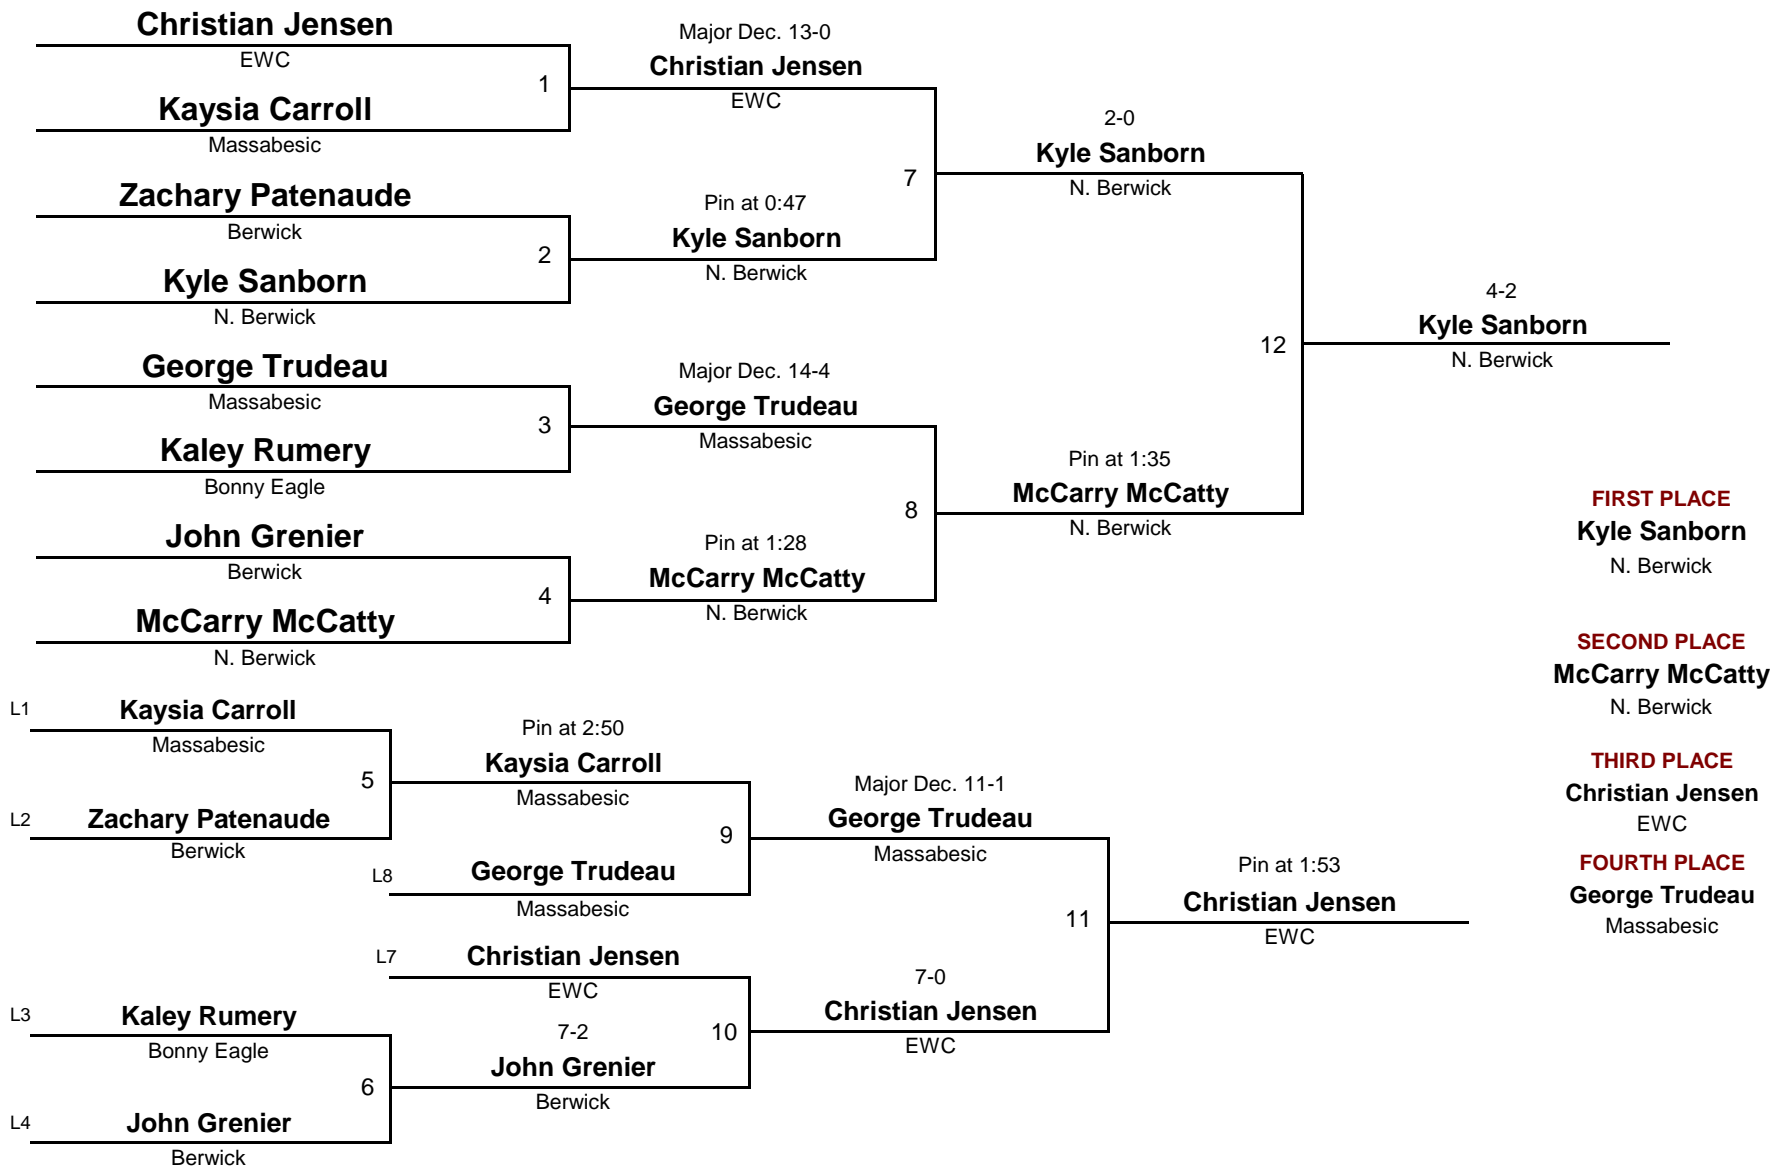 Christian Jensen
EWC
1
Kaysia Carroll
Massabesic
Zachary Patenaude
Berwick
2
Kyle Sanborn
N. Berwick
George Trudeau
Massabesic
3
Kaley Rumery
Bonny Eagle
John Grenier
Berwick
4
McCarry McCatty
N. Berwick
Major Dec. 13-0
Christian Jensen
EWC
7
Pin at 0:47
Kyle Sanborn
N. Berwick
Major Dec. 14-4
George Trudeau
Massabesic
8
Pin at 1:28
McCarry McCatty
N. Berwick
2-0
Kyle Sanborn
N. Berwick
12
Pin at 1:35
McCarry McCatty
N. Berwick
4-2
Kyle Sanborn
N. Berwick
FIRST PLACE
Kyle Sanborn
N. Berwick
SECOND PLACE
McCarry McCatty
N. Berwick
THIRD PLACE
Christian Jensen
EWC
FOURTH PLACE
George Trudeau
Massabesic
L1
Kaysia Carroll
Massabesic
5
L2
Zachary Patenaude
Berwick
Pin at 2:50
Kaysia Carroll
Massabesic
9
L8
George Trudeau
Massabesic
L7
Christian Jensen
EWC
10
L3
Kaley Rumery
Bonny Eagle
6
L4
John Grenier
Berwick
7-2
John Grenier
Berwick
Major Dec. 11-1
George Trudeau
Massabesic
11
7-0
Christian Jensen
EWC
Pin at 1:53
Christian Jensen
EWC